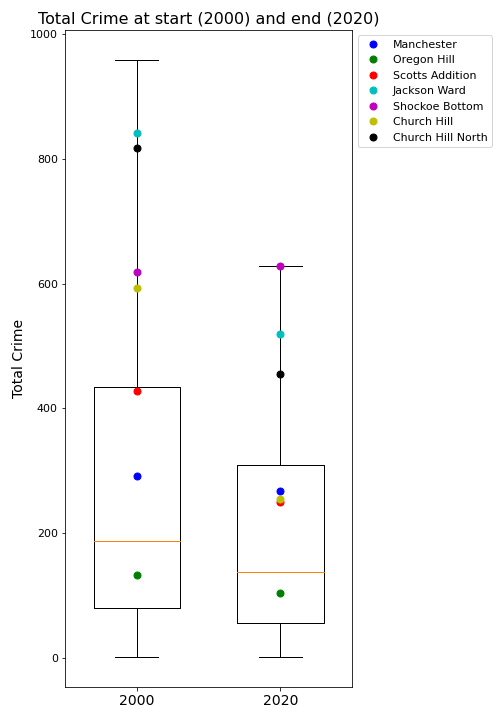 Total Crime at start (2000) and end (2020)
1000
800
600
400
200
0
Total Crime
2000
2020
Manchester
Oregon Hill
Scotts Addition
Jackson Ward
Shockoe Bottom
Church Hill
Church Hill North